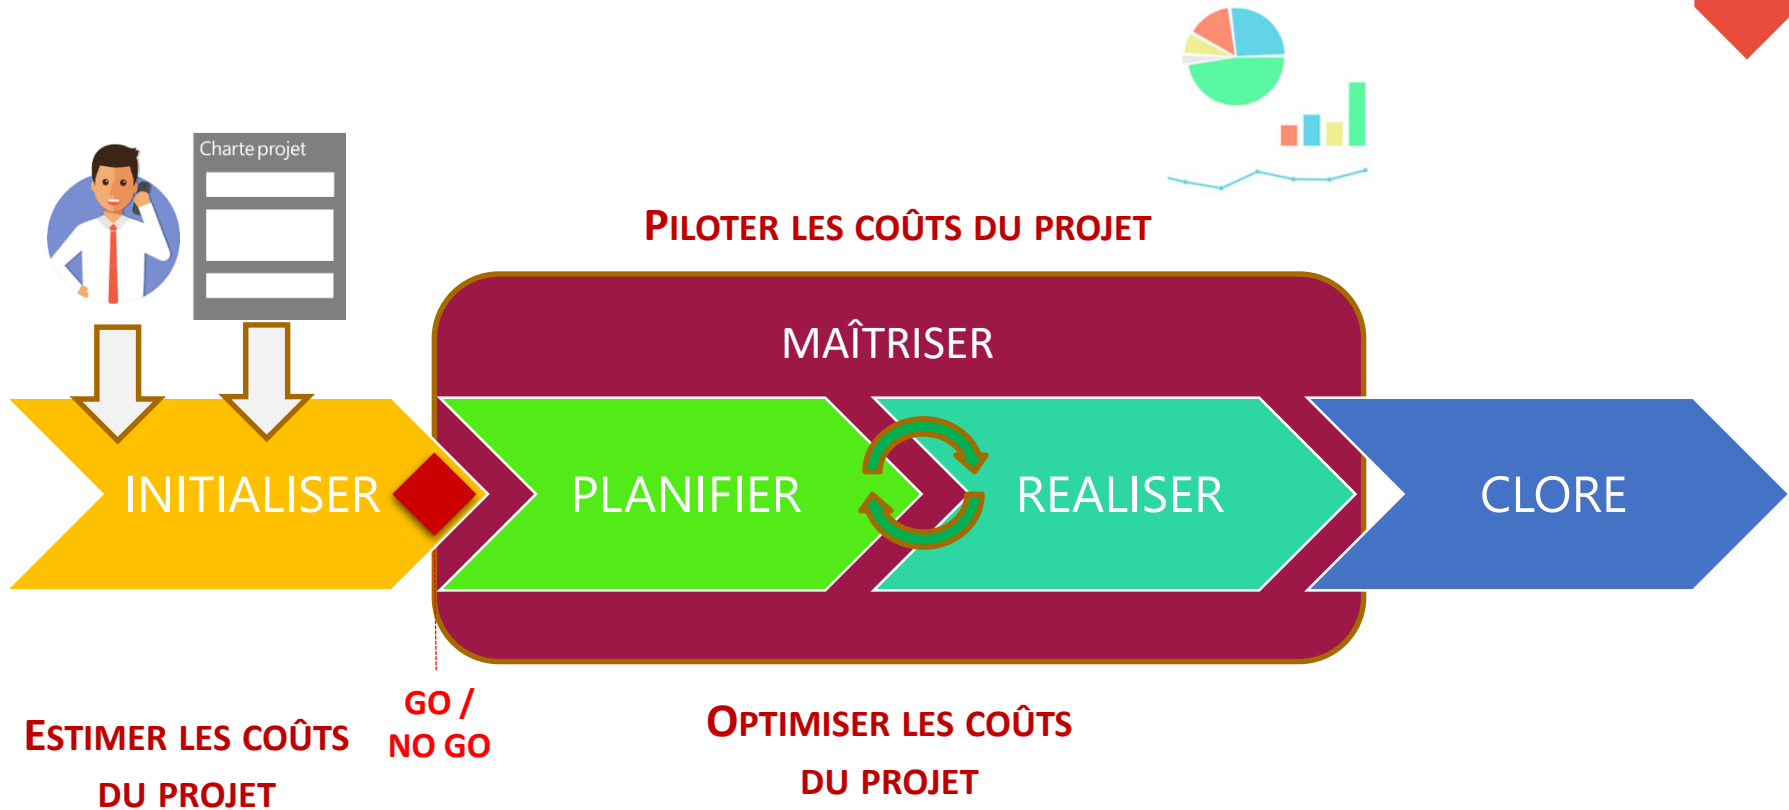 Charte projet
PILOTER LES COÛTS DU PROJET
MAÎTRISER
INITIALISER
PLANIFIER
REALISER
CLORE
GO /
NO GO
ESTIMER LES COÛTS
DU PROJET
OPTIMISER LES COÛTS
DU PROJET